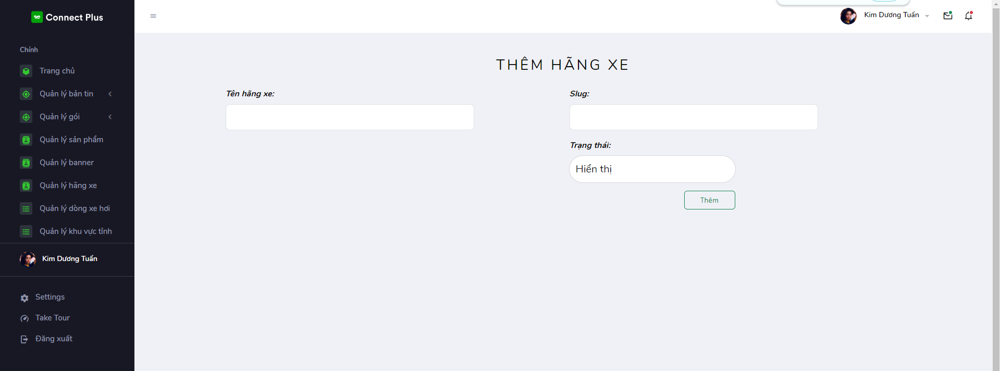 Connect Plus
Kim Dương Tuấn
Chính
Trang chủ
Quản lý bản tin
Quản lý gói
Quản lý sản phẩm
Quản lý banner
Quản lý hãng xe
Quản lý dòng xe hơi
Quản lý khu vực tỉnh
Kim Dương Tuấn
Settings
Take Tour
Đăng xuất
THÊM HÃNG XE
Tên hãng xe:
Slug:
Trạng thái:
Hiển thị
Thêm